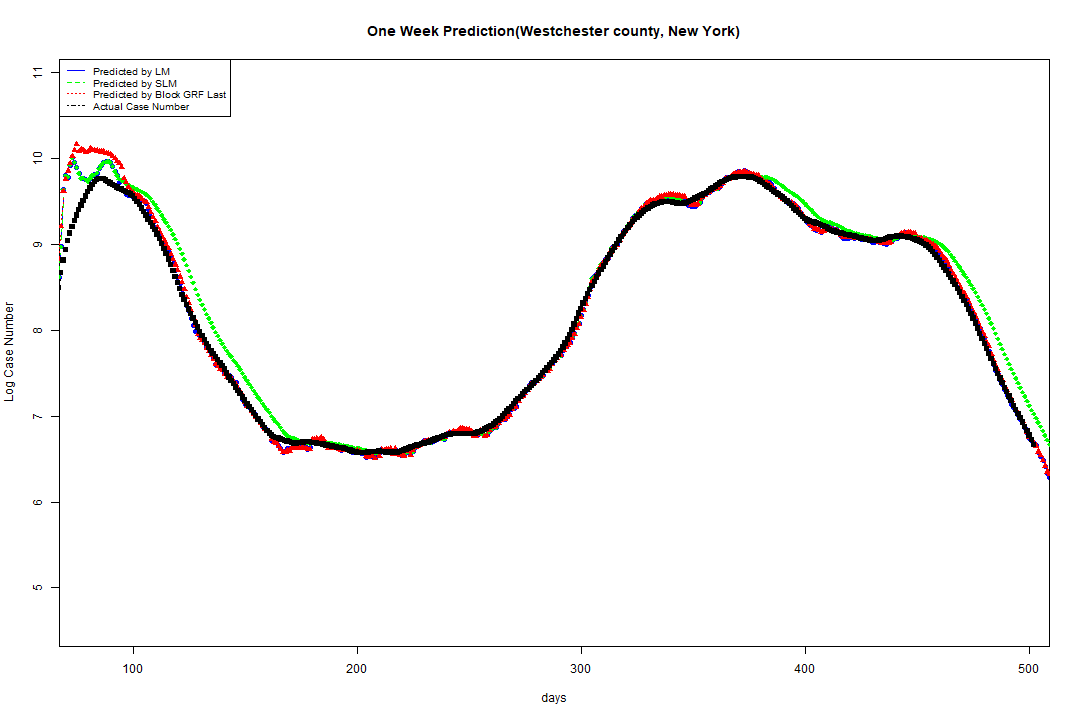 One Week Prediction(Westchester county, New York)
Predicted by LM
Predicted by SLM
Predicted by Block GRF Last
Actual Case Number
11
10
9
8
7
6
5
Log Case Number
100 200 300 400 500
days